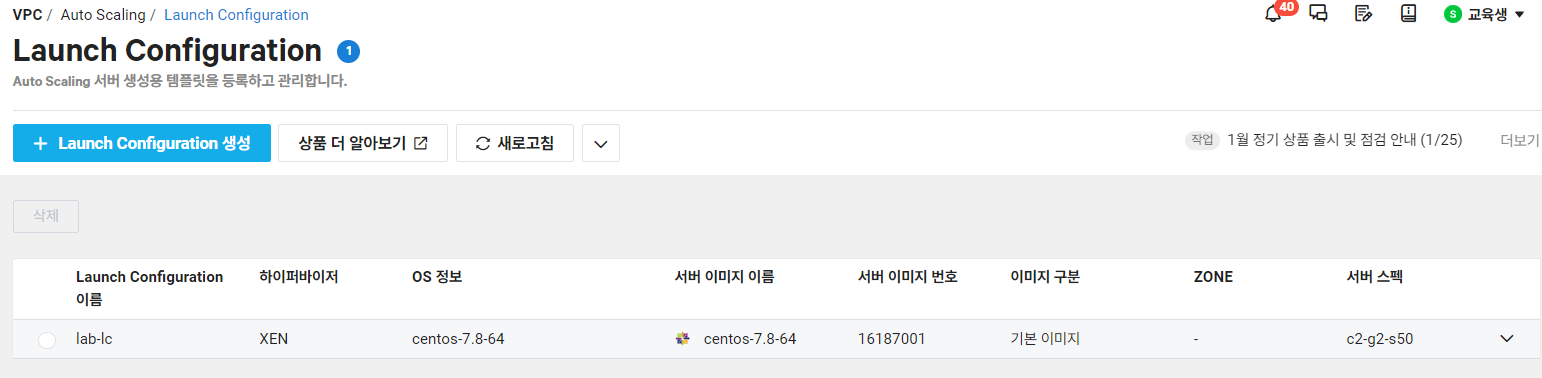 VPC / Auto Scaling / Launch Configuration
40
S 교육생
Launch Configuration 1
Auto Scaling 서버 생성용 템플릿을 등록하고 관리합니다.
+ Launch Configuration 생성
상품 더 알아보기
새로고침
작업 1월 정기 상품 출시 및 점검 안내 (1/25)
더보기
삭제
Launch Configuration 이름 하이퍼바이저 OS 정보 서버 이미지 이름 서버 이미지 번호 이미지 구분 ZONE 서버 스펙
lab-lc XEN centos-7.8-64 centos-7.8-64 16187001 기본 이미지 - c2-g2-s50